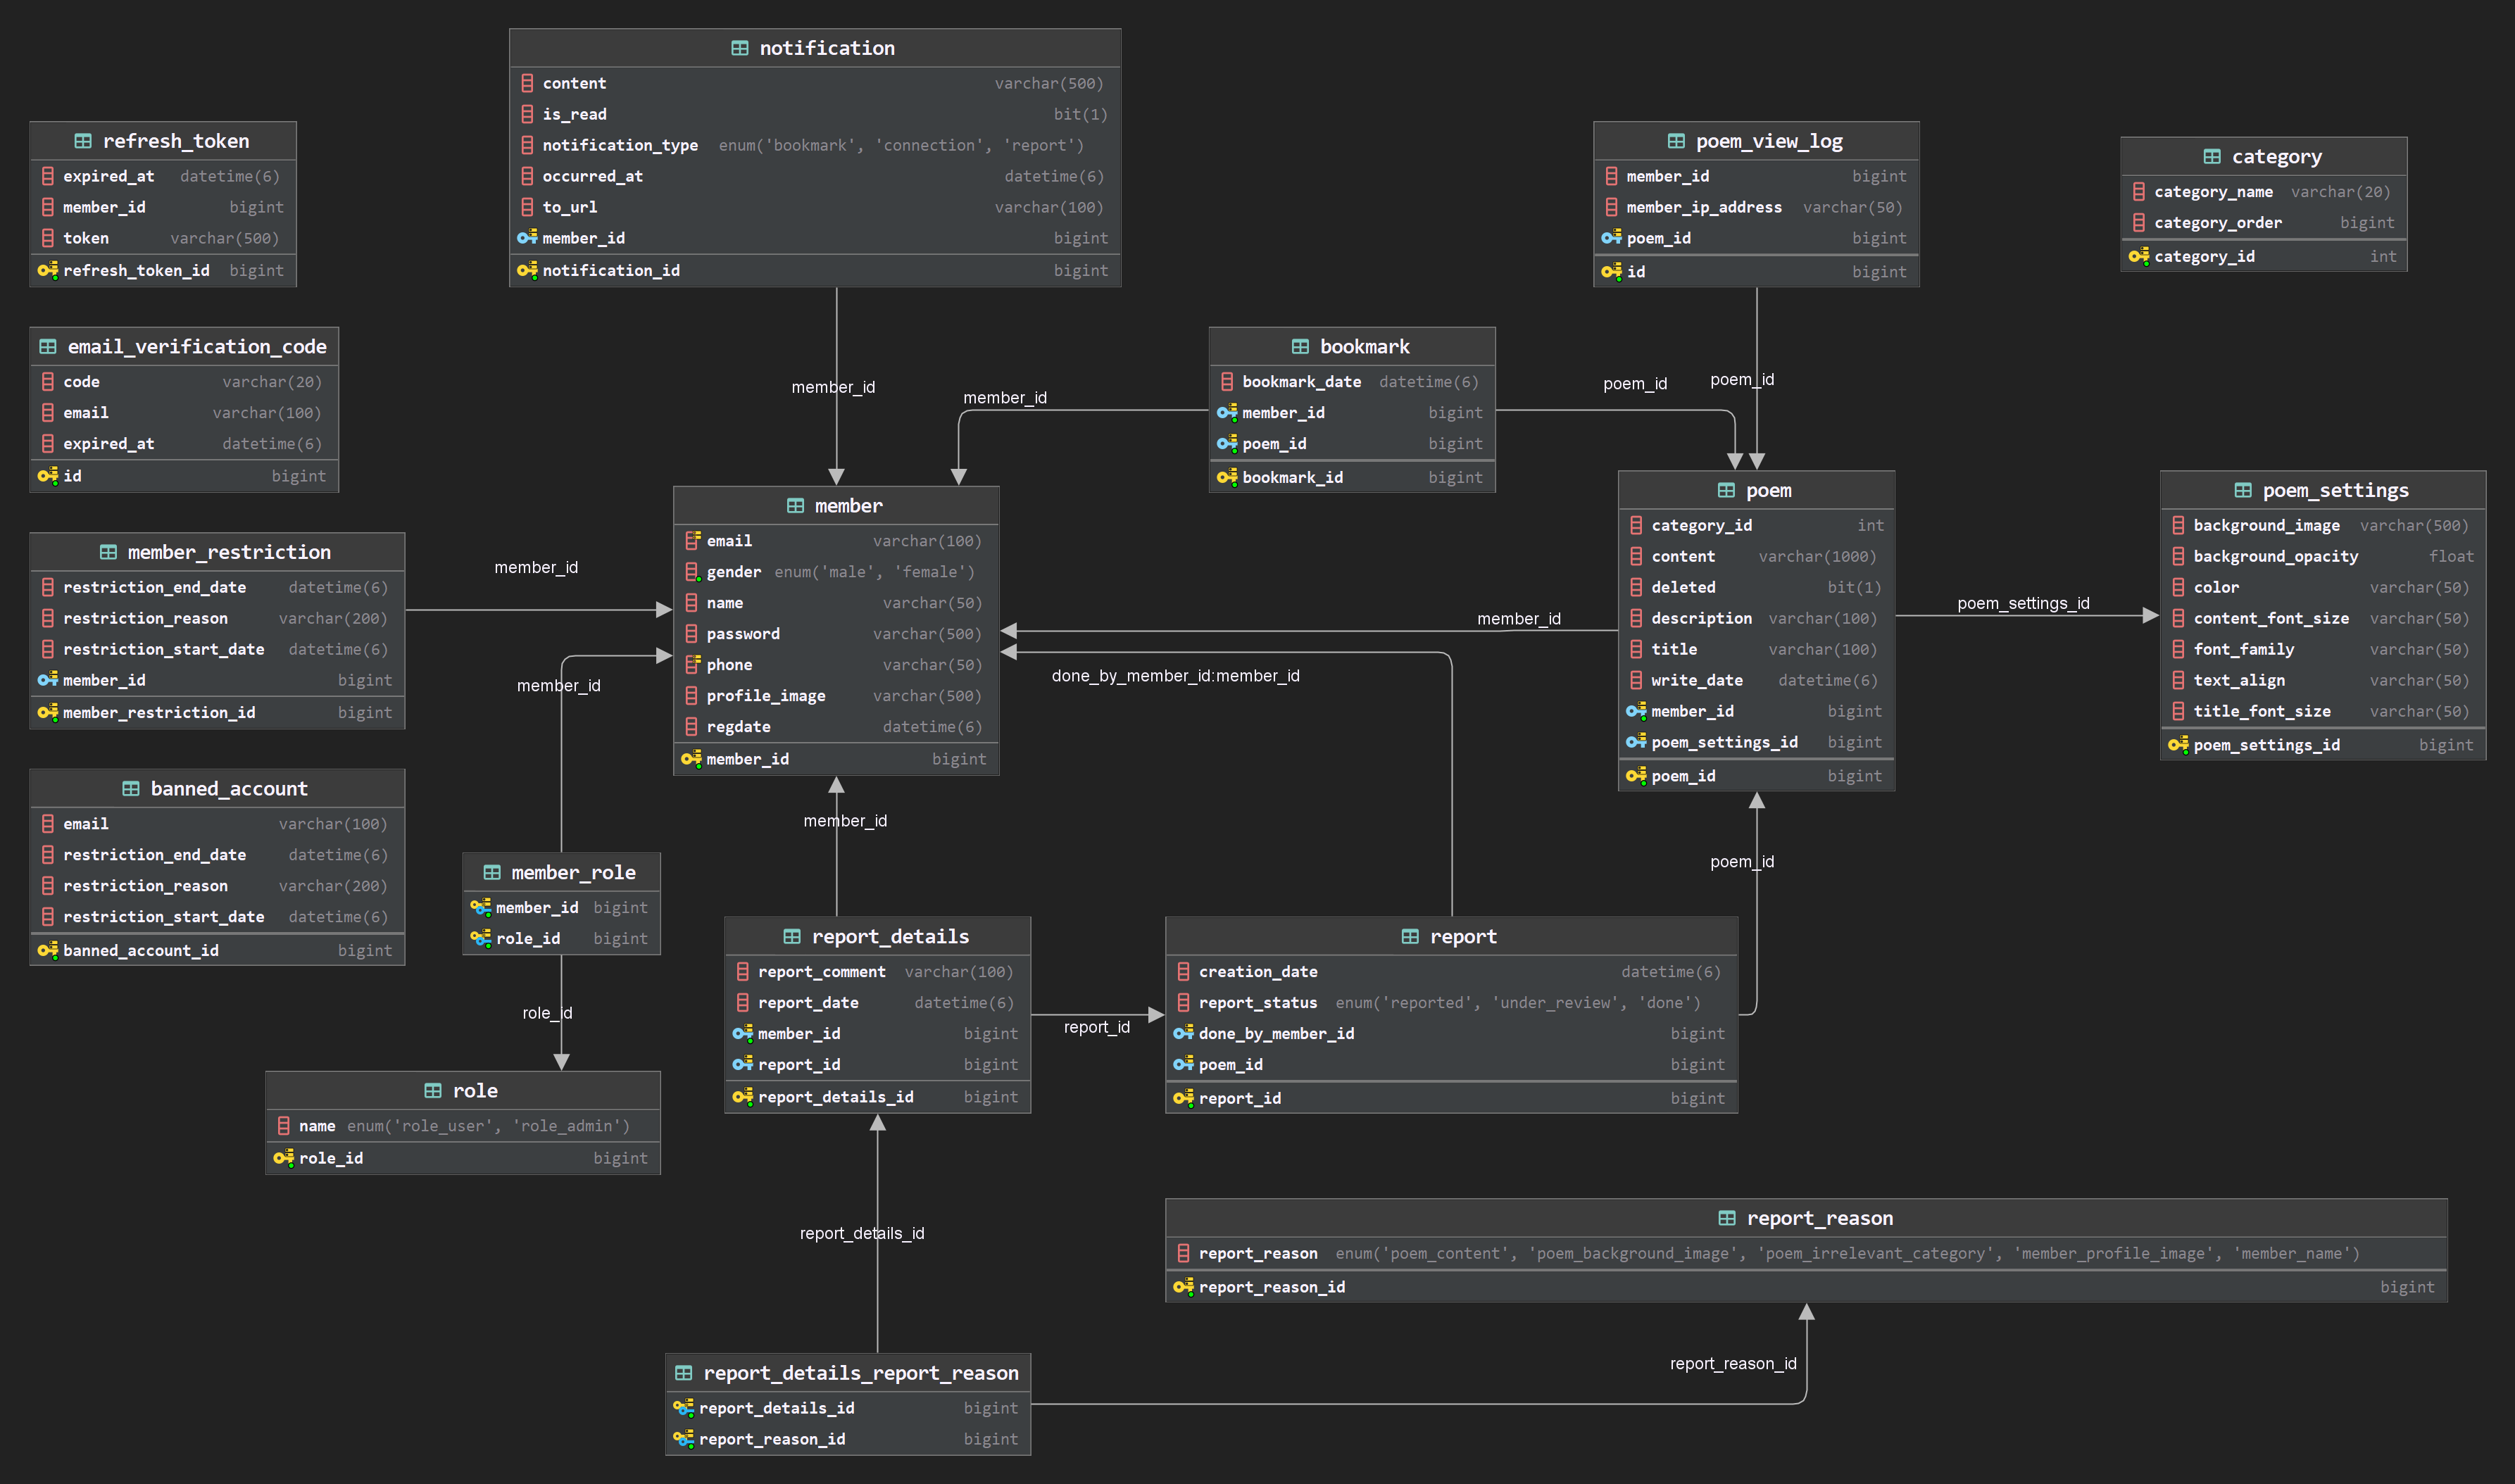 notification
content varchar(500)
is_read bit(1)
notification_type enum('bookmark', 'connection', 'report')
occurred_at datetime(6)
to_url varchar(100)
member_id bigint
notification_id bigint
refresh_token
expired_at datetime(6)
member_id bigint
token varchar(500)
refresh_token_id bigint
poem_view_log
member_id bigint
member_ip_address varchar(50)
poem_id bigint
id bigint
category
category_name varchar(20)
category_order bigint
category_id int
email_verification_code
code varchar(20)
email varchar(100)
expired_at datetime(6)
id bigint
bookmark
bookmark_date datetime(6)
member_id bigint
poem_id bigint
bookmark_id bigint
member_id
member_id
poem_id
poem_id
member
email varchar(100)
gender enum('male', 'female')
name varchar(50)
password varchar(500)
phone varchar(50)
profile_image varchar(500)
regdate datetime(6)
member_id bigint
poem
category_id int
content varchar(1000)
deleted bit(1)
description varchar(100)
title varchar(100)
write_date datetime(6)
member_id bigint
poem_settings_id bigint
poem_id bigint
poem_settings
background_image varchar(500)
background_opacity float
color varchar(50)
content_font_size varchar(50)
font_family varchar(50)
text_align varchar(50)
title_font_size varchar(50)
poem_settings_id bigint
member_restriction
restriction_end_date datetime(6)
restriction_reason varchar(200)
restriction_start_date datetime(6)
member_id bigint
member_restriction_id bigint
member_id
member_id
member_id
poem_settings_id
done_by_member_id:member_id
banned_account
email varchar(100)
restriction_end_date datetime(6)
restriction_reason varchar(200)
restriction_start_date datetime(6)
banned_account_id bigint
member_id
poem_id
member_role
member_id bigint
role_id bigint
report_details
report_comment varchar(100)
report_date datetime(6)
member_id bigint
report_id bigint
report_details_id bigint
report
creation_date datetime(6)
report_status enum('reported', 'under_review', 'done')
done_by_member_id bigint
poem_id bigint
report_id bigint
role_id
report_id
role
name enum('role_user', 'role_admin')
role_id bigint
report_details_id
report_reason
report_reason enum('poem_content', 'poem_background_image', 'poem_irrelevant_category', 'member_profile_image', 'member_name')
report_reason_id bigint
report_reason_id
report_details_report_reason
report_details_id bigint
report_reason_id bigint